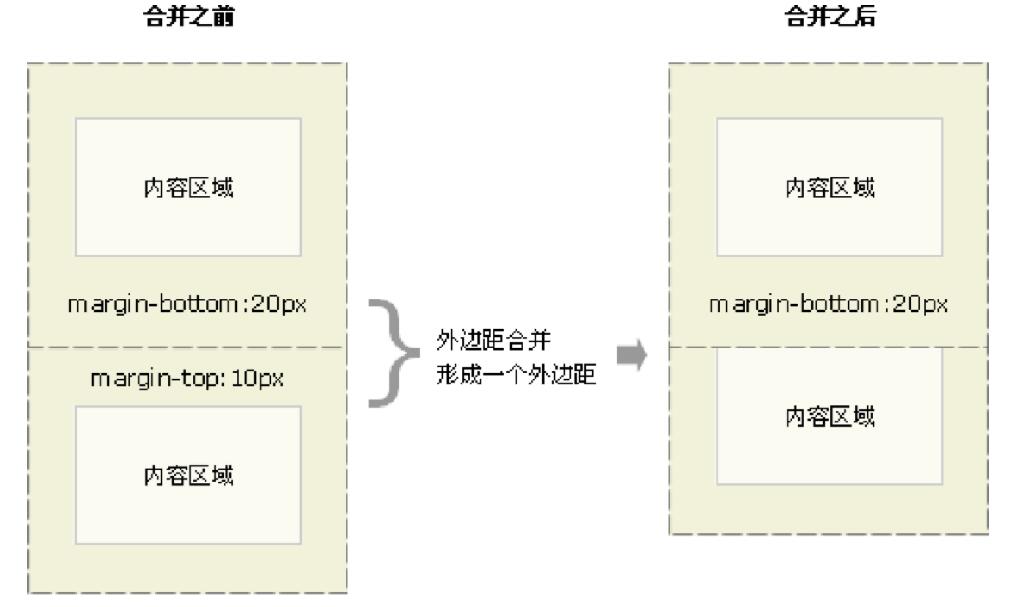 合并之前
合并之后
内容区域
margin-bottom:20px
margin-top:10px
内容区域
外边距合并
形成一个外边距
内容区域
margin-bottom:20px
内容区域